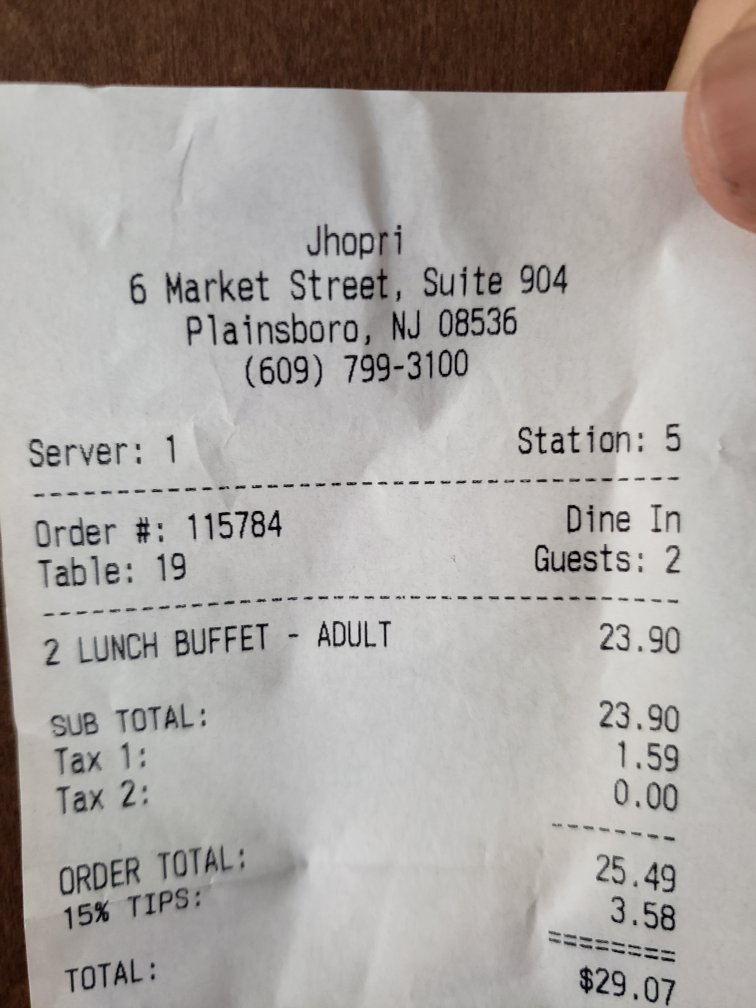 Jhopri
6 Market Street, Suite 904
Plainsboro, NJ 08536
(609) 799-3100
Server: 1 Station: 5
--------------------------------------
Order #: 115784 Dine In
Table: 19 Guests: 2
--------------------------------------
2 LUNCH BUFFET - ADULT 23.90
SUB TOTAL: 23.90
Tax 1: 1.59
Tax 2: 0.00
--------
ORDER TOTAL: 25.49
15% TIPS: 3.58
========
TOTAL: $29.07